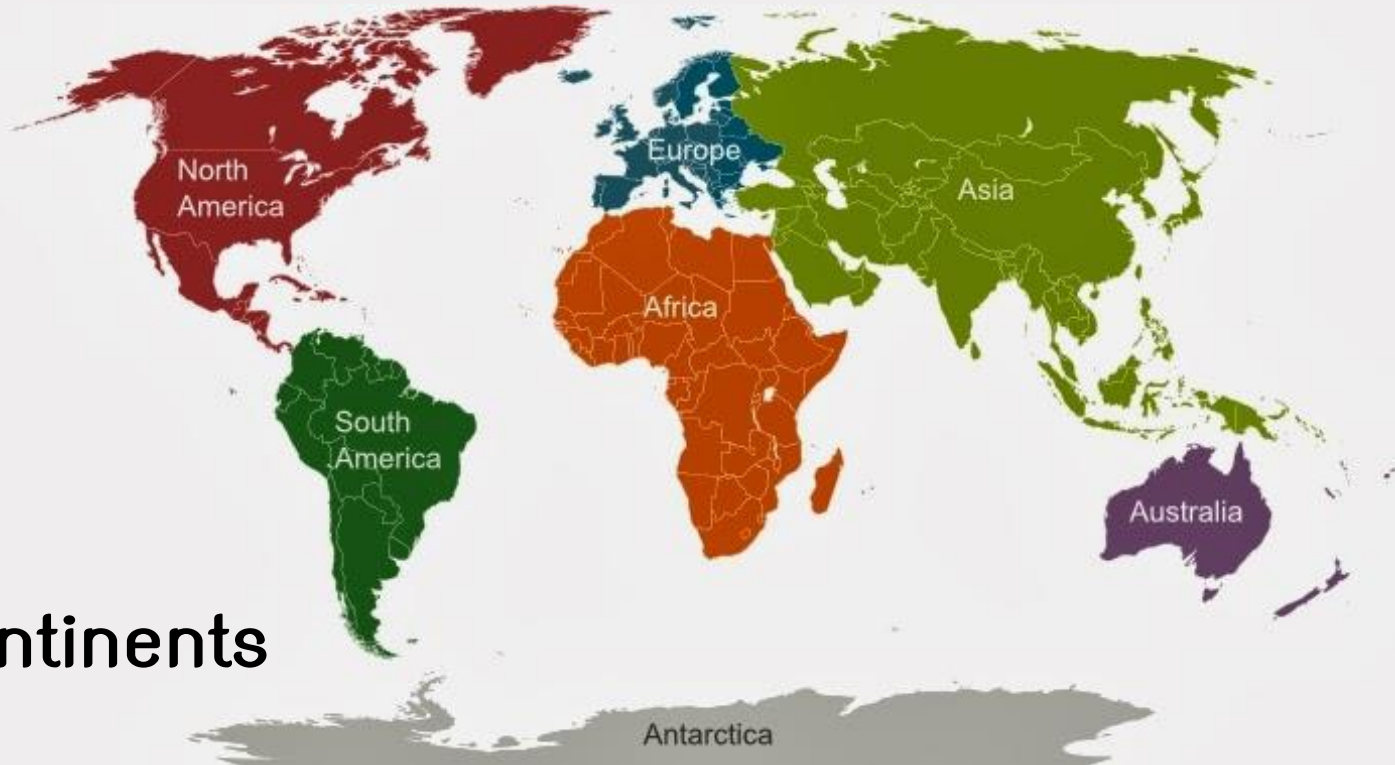 North
America
Europe
Asia
Africa
South
America
Australia
ntinents
Antarctica